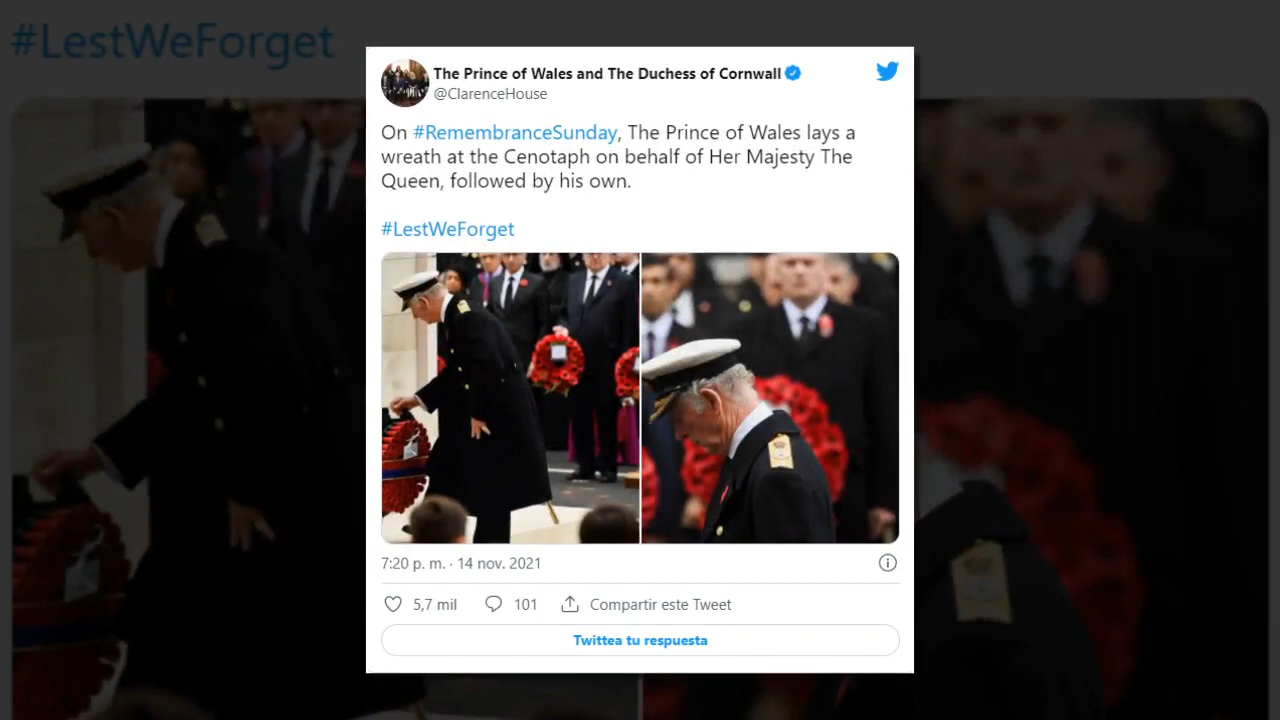 #LestWeForget
The Prince of Wales and The Duchess of Cornwall
@ClarenceHouse
On #RemembranceSunday, The Prince of Wales lays a
wreath at the Cenotaph on behalf of Her Majesty The
Queen, followed by his own.
#LestWeForget
7:20 p. m. · 14 nov. 2021
5,7 mil
101
Compartir este Tweet
Twittea tu respuesta